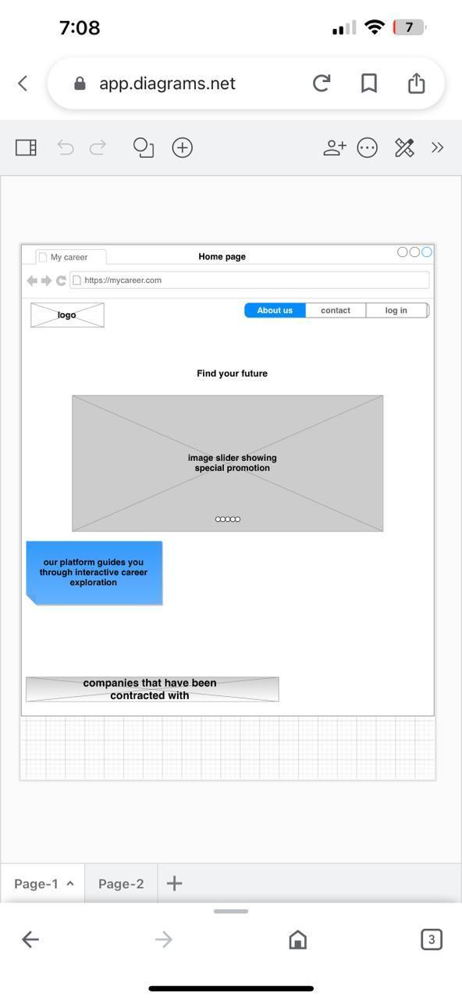 7:08
7
app.diagrams.net
My career
Home page
https://mycareer.com
logo
About us
contact
log in
Find your future
image slider showing
special promotion
our platform guides you
through interactive career
exploration
companies that have been
contracted with
Page-1
Page-2
3